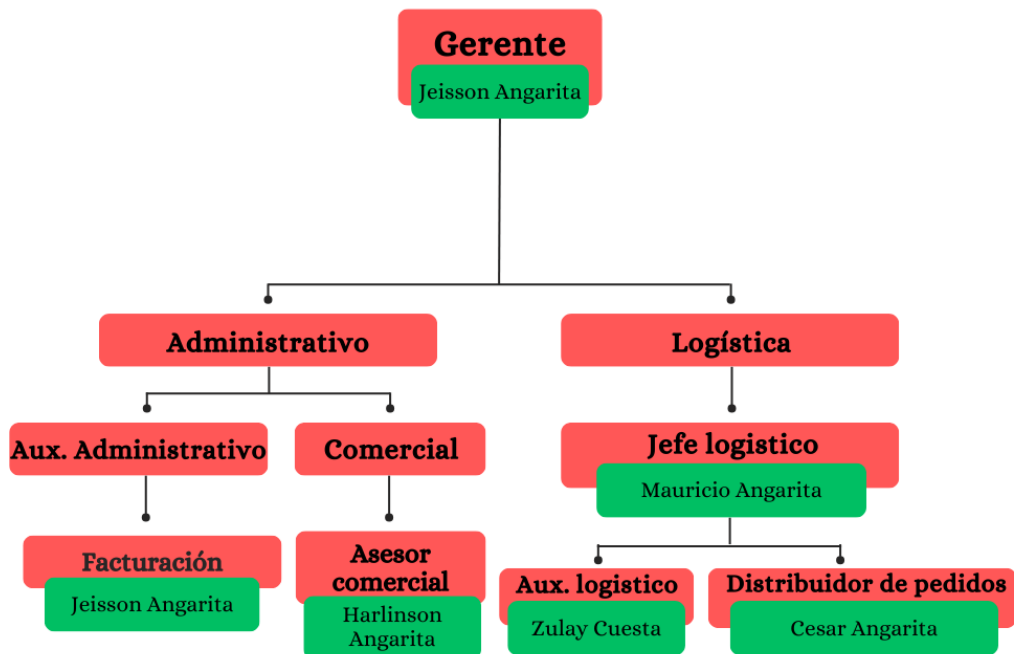 Gerente
Jeisson Angarita
Administrativo
Logística
Aux. Administrativo
Comercial
Jefe logistico
Mauricio Angarita
Facturación
Jeisson Angarita
Asesor
comercial
Harlinson
Angarita
Aux. logistico
Zulay Cuesta
Distribuidor de pedidos
Cesar Angarita